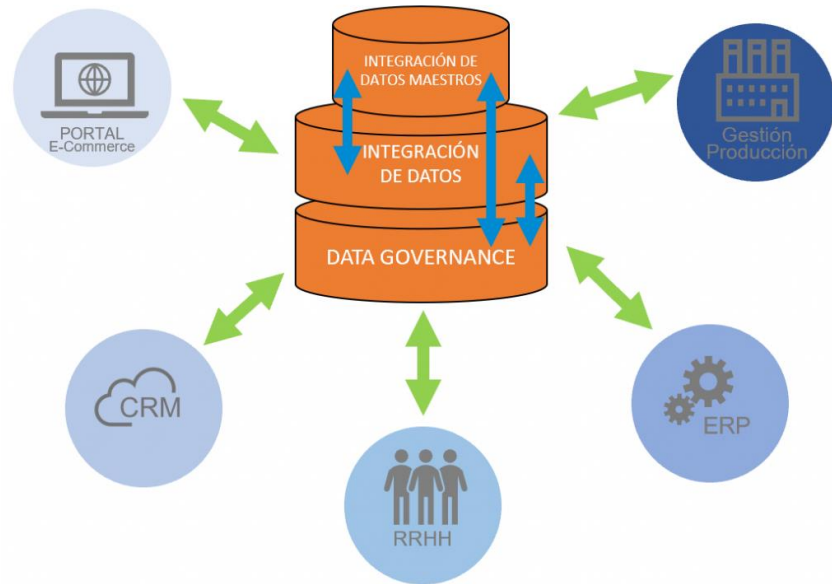 INTEGRACIÓN DE
DATOS MAESTROS
INTEGRACIÓN
DE DATOS
DATA GOVERNANCE
PORTAL
E-Commerce
Gestión
Producción
CRM
ERP
RRHH